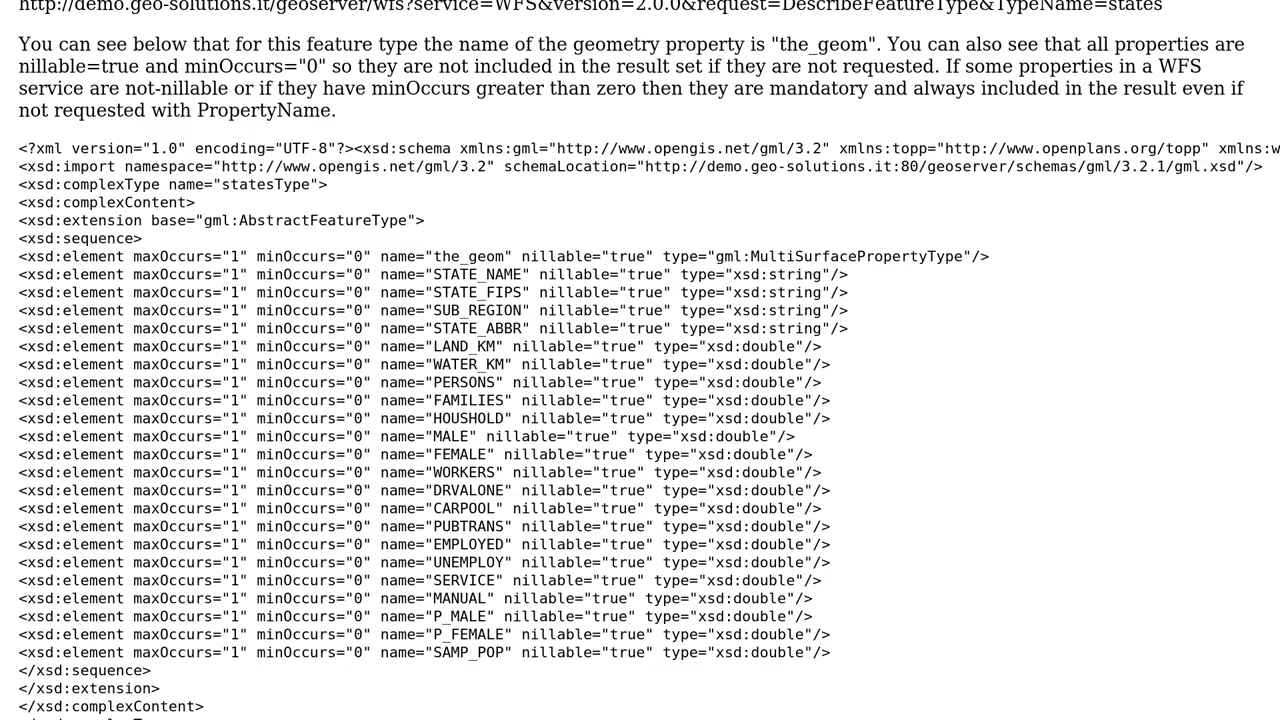 http://demo.geo-solutions.it/geoserver/wfs?service=WFS&version=2.0.0&request=DescribeFeatureType&TypeName=states
You can see below that for this feature type the name of the geometry property is "the_geom". You can also see that all properties are
nillable=true and minOccurs="0" so they are not included in the result set if they are not requested. If some properties in a WFS
service are not-nillable or if they have minOccurs greater than zero then they are mandatory and always included in the result even if
not requested with PropertyName.
<?xml version="1.0" encoding="UTF-8"?><xsd:schema xmlns:gml="http://www.opengis.net/gml/3.2" xmlns:topp="http://www.openplans.org/topp" xmlns:w
<xsd:import namespace="http://www.opengis.net/gml/3.2" schemaLocation="http://demo.geo-solutions.it:80/geoserver/schemas/gml/3.2.1/gml.xsd"/>
<xsd:complexType name="statesType">
<xsd:complexContent>
<xsd:extension base="gml:AbstractFeatureType">
<xsd:sequence>
<xsd:element maxOccurs="1" minOccurs="0" name="the_geom" nillable="true" type="gml:MultiSurfacePropertyType"/>
<xsd:element maxOccurs="1" minOccurs="0" name="STATE_NAME" nillable="true" type="xsd:string"/>
<xsd:element maxOccurs="1" minOccurs="0" name="STATE_FIPS" nillable="true" type="xsd:string"/>
<xsd:element maxOccurs="1" minOccurs="0" name="SUB_REGION" nillable="true" type="xsd:string"/>
<xsd:element maxOccurs="1" minOccurs="0" name="STATE_ABBR" nillable="true" type="xsd:string"/>
<xsd:element maxOccurs="1" minOccurs="0" name="LAND_KM" nillable="true" type="xsd:double"/>
<xsd:element maxOccurs="1" minOccurs="0" name="WATER_KM" nillable="true" type="xsd:double"/>
<xsd:element maxOccurs="1" minOccurs="0" name="PERSONS" nillable="true" type="xsd:double"/>
<xsd:element maxOccurs="1" minOccurs="0" name="FAMILIES" nillable="true" type="xsd:double"/>
<xsd:element maxOccurs="1" minOccurs="0" name="HOUSHOLD" nillable="true" type="xsd:double"/>
<xsd:element maxOccurs="1" minOccurs="0" name="MALE" nillable="true" type="xsd:double"/>
<xsd:element maxOccurs="1" minOccurs="0" name="FEMALE" nillable="true" type="xsd:double"/>
<xsd:element maxOccurs="1" minOccurs="0" name="WORKERS" nillable="true" type="xsd:double"/>
<xsd:element maxOccurs="1" minOccurs="0" name="DRVALONE" nillable="true" type="xsd:double"/>
<xsd:element maxOccurs="1" minOccurs="0" name="CARPOOL" nillable="true" type="xsd:double"/>
<xsd:element maxOccurs="1" minOccurs="0" name="PUBTRANS" nillable="true" type="xsd:double"/>
<xsd:element maxOccurs="1" minOccurs="0" name="EMPLOYED" nillable="true" type="xsd:double"/>
<xsd:element maxOccurs="1" minOccurs="0" name="UNEMPLOY" nillable="true" type="xsd:double"/>
<xsd:element maxOccurs="1" minOccurs="0" name="SERVICE" nillable="true" type="xsd:double"/>
<xsd:element maxOccurs="1" minOccurs="0" name="MANUAL" nillable="true" type="xsd:double"/>
<xsd:element maxOccurs="1" minOccurs="0" name="P_MALE" nillable="true" type="xsd:double"/>
<xsd:element maxOccurs="1" minOccurs="0" name="P_FEMALE" nillable="true" type="xsd:double"/>
<xsd:element maxOccurs="1" minOccurs="0" name="SAMP_POP" nillable="true" type="xsd:double"/>
</xsd:sequence>
</xsd:extension>
</xsd:complexContent>